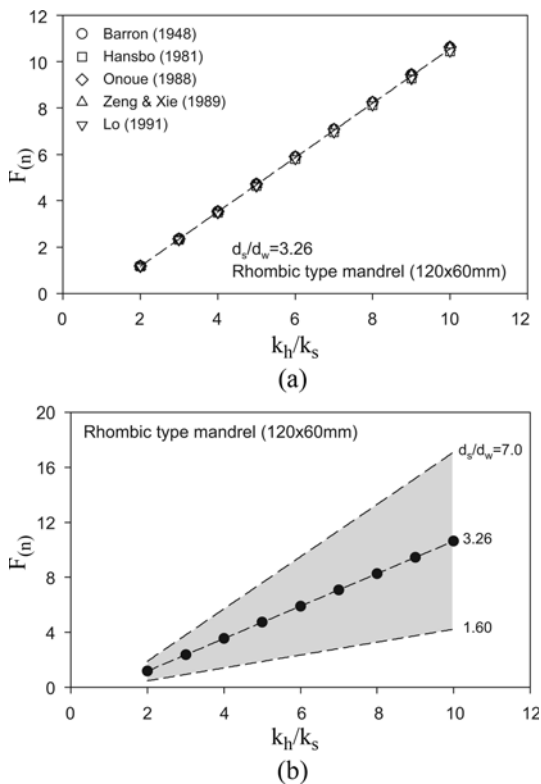 12
10
8
6
4
2
0
F(n)
Barron (1948)
Hansbo (1981)
Onoue (1988)
Zeng & Xie (1989)
Lo (1991)
ds/dw=3.26
Rhombic type mandrel (120x60mm)
0 2 4 6 8 10 12
kh/ks
(a)
20
16
12
8
4
0
F(n)
Rhombic type mandrel (120x60mm)
ds/dw=7.0
3.26
1.60
0 2 4 6 8 10 12
kh/ks
(b)